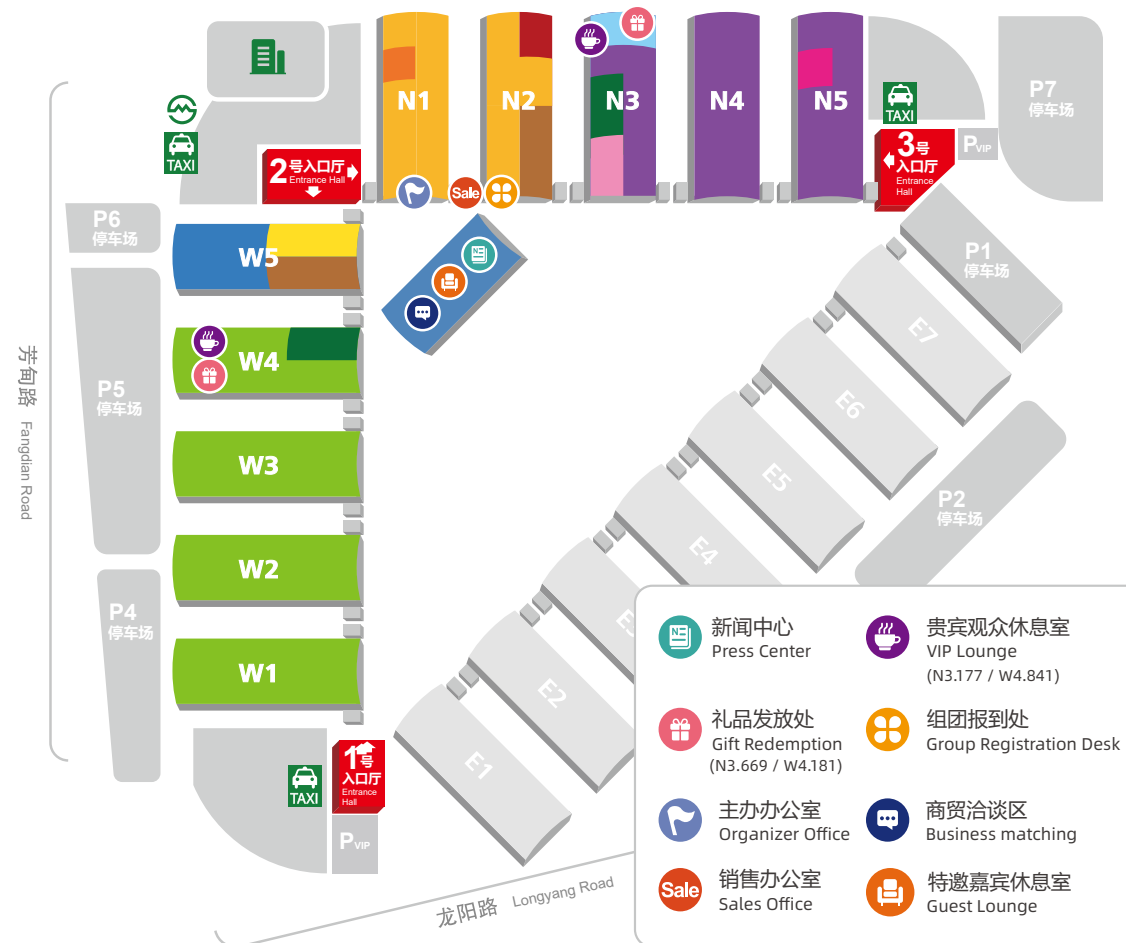 N1
N2
N3
N4
N5
P7
停车场
TAXI
TAXI
2号入口厅
Entrance Hall
3号
入口厅
Entrance
Hall
PVIP
Sale
P6
停车场
W5
N
P1
停车场
W4
E7
P5
停车场
芳甸路 Fangdian Road
E6
W3
E5
P2
停车场
E4
W2
E3
P4
停车场
W1
E2
E1
1号
入口厅
Entrance
Hall
TAXI
PVIP
龙阳路 Longyang Road
N
新闻中心
Press Center
贵宾观众休息室
VIP Lounge
(N3.177 / W4.841)
礼品发放处
Gift Redemption
(N3.669 / W4.181)
组团报到处
Group Registration Desk
主办办公室
Organizer Office
商贸洽谈区
Business matching
Sale
销售办公室
Sales Office
特邀嘉宾休息室
Guest Lounge